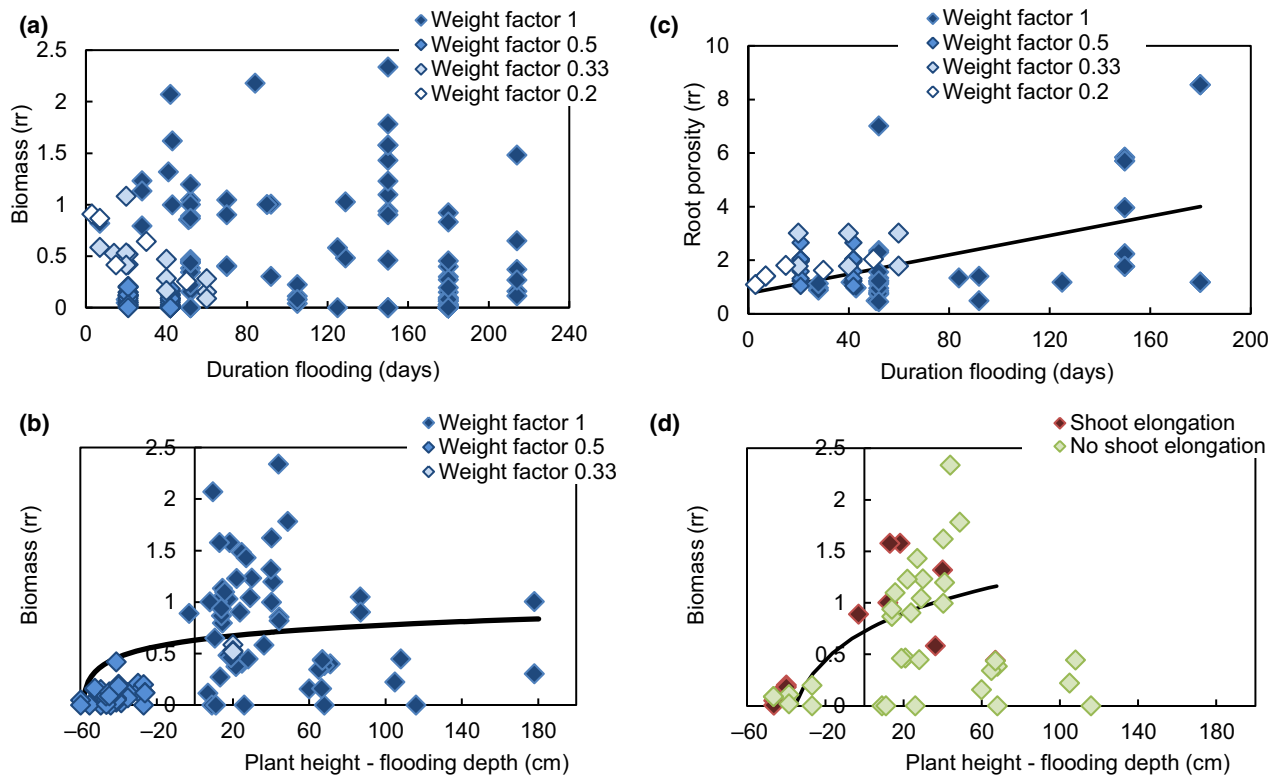 (a)
Weight factor 1
Weight factor 0.5
Weight factor 0.33
Weight factor 0.2
2.5
2
1.5
1
0.5
0
Biomass (rr)
0 40 80 120 160 200 240
Duration flooding (days)
(c)
Weight factor 1
Weight factor 0.5
Weight factor 0.33
Weight factor 0.2
10
8
6
4
2
0
Root porosity (rr)
0 40 80 120 160 200
Duration flooding (days)
(b)
Weight factor 1
Weight factor 0.5
Weight factor 0.33
2.5
2
1.5
1
0.5
0
Biomass (rr)
–60 –20 20 60 100 140 180
Plant height - flooding depth (cm)
(d)
Shoot elongation
No shoot elongation
2.5
2
1.5
1
0.5
0
Biomass (rr)
–60 –20 20 60 100 140 180
Plant height - flooding depth (cm)